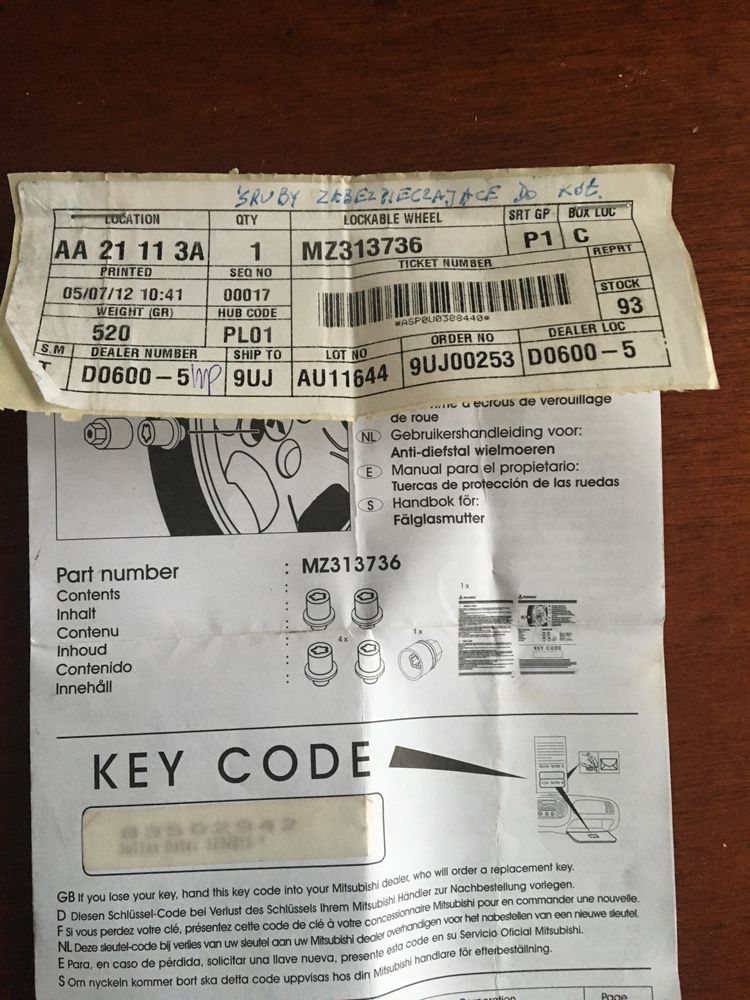 ŚRUBY ZABEZPIECZAJĄCE DO KÓŁ.
LOCATION QTY LOCKABLE WHEEL SRT GP BOX LOC
AA 21 11 3A 1 MZ313736 P1 C
PRINTED SEQ NO TICKET NUMBER REPRT
05/07/12 10:41 00017
WEIGHT (GR) HUB CODE STOCK
520 PL01 *ASP0U0388440* 93
S.M DEALER NUMBER SHIP TO LOT NO ORDER NO DEALER LOC
D0600-5 9UJ AU11644 9UJ00253 D0600-5
écrous de verouillage
de roue
NL Gebruikershandleiding voor:
Anti-diefstal wielmoeren
E Manual para el propietario:
Tuercas de protección de las ruedas
S Handbok för:
Fälglasmutter
Part number : MZ313736
Contents
Inhalt
Contenu
Inhoud
Contenido
Innehåll
4x
1x
1x
KEY CODE
KEY CODE
GB If you lose your key, hand this key code into your Mitsubishi dealer, who will order a replacement key.
D Diesen Schlüssel-Code bei Verlust des Schlüssels Ihrem Mitsubishi Händler zur Nachbestellung vorlegen.
F Si vous perdez votre clé, présentez cette code de clé à votre concessionnaire Mitsubishi pour en commander une nouvelle.
NL Deze sleutel-code bij verlies van uw sleutel aan uw Mitsubishi dealer overhandigen voor het nabestellen van een nieuwe sleutel.
E Para, en caso de pérdida, solicitar una llave nueva, presente esta code en su Servicio Oficial Mitsubishi.
S Om nyckeln kommer bort ska detta code uppvisas hos din Mitsubishi handlare för efterbeställning.
Page